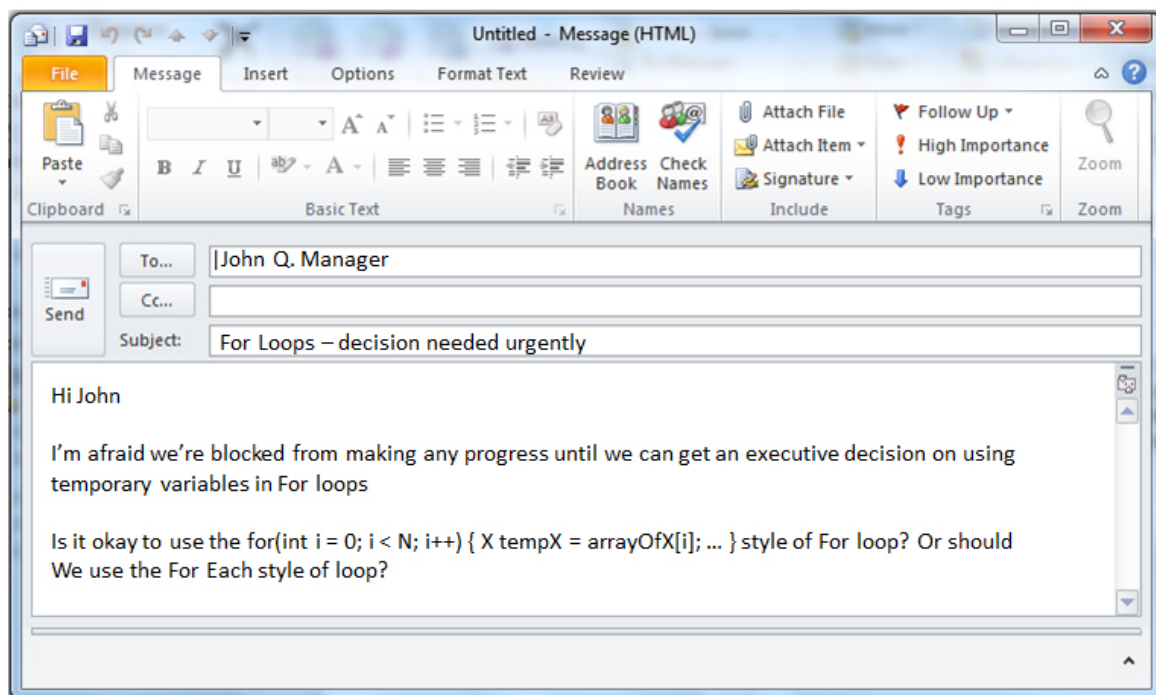 Untitled - Message (HTML)
File Message Insert Options Format Text Review
Paste
Clipboard
B I U
Basic Text
Address Book
Check Names
Names
Attach File
Attach Item
Signature
Include
Follow Up
High Importance
Low Importance
Tags
Zoom
Zoom
Send
To... John Q. Manager
Cc...
Subject: For Loops – decision needed urgently
Hi John
I'm afraid we're blocked from making any progress until we can get an executive decision on using
temporary variables in For loops
Is it okay to use the for(int i = 0; i < N; i++) { X tempX = arrayOfX[i]; ... } style of For loop? Or should
We use the For Each style of loop?